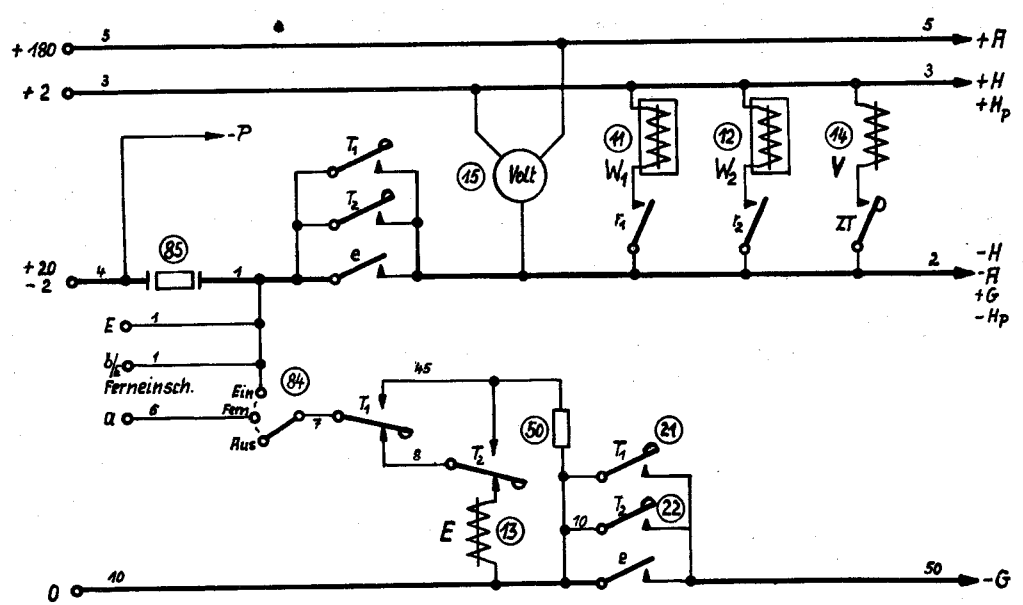 +180 5 5 +A
+2 3 3 +H
+Hp
-P
T1
11 12 14
15 Volt W1 W2 V
T2
r1 r2 ZT
85 e
-H
+20 4 1 2 -A
-2
+G
-Hp
E 1
b/E 1
Ferneinsch.
Ein 84 45
a 6 Fern T1
7
Aus 50 T1 21
8 T2
T2 22
E 13 10
e
0 10 50 -G